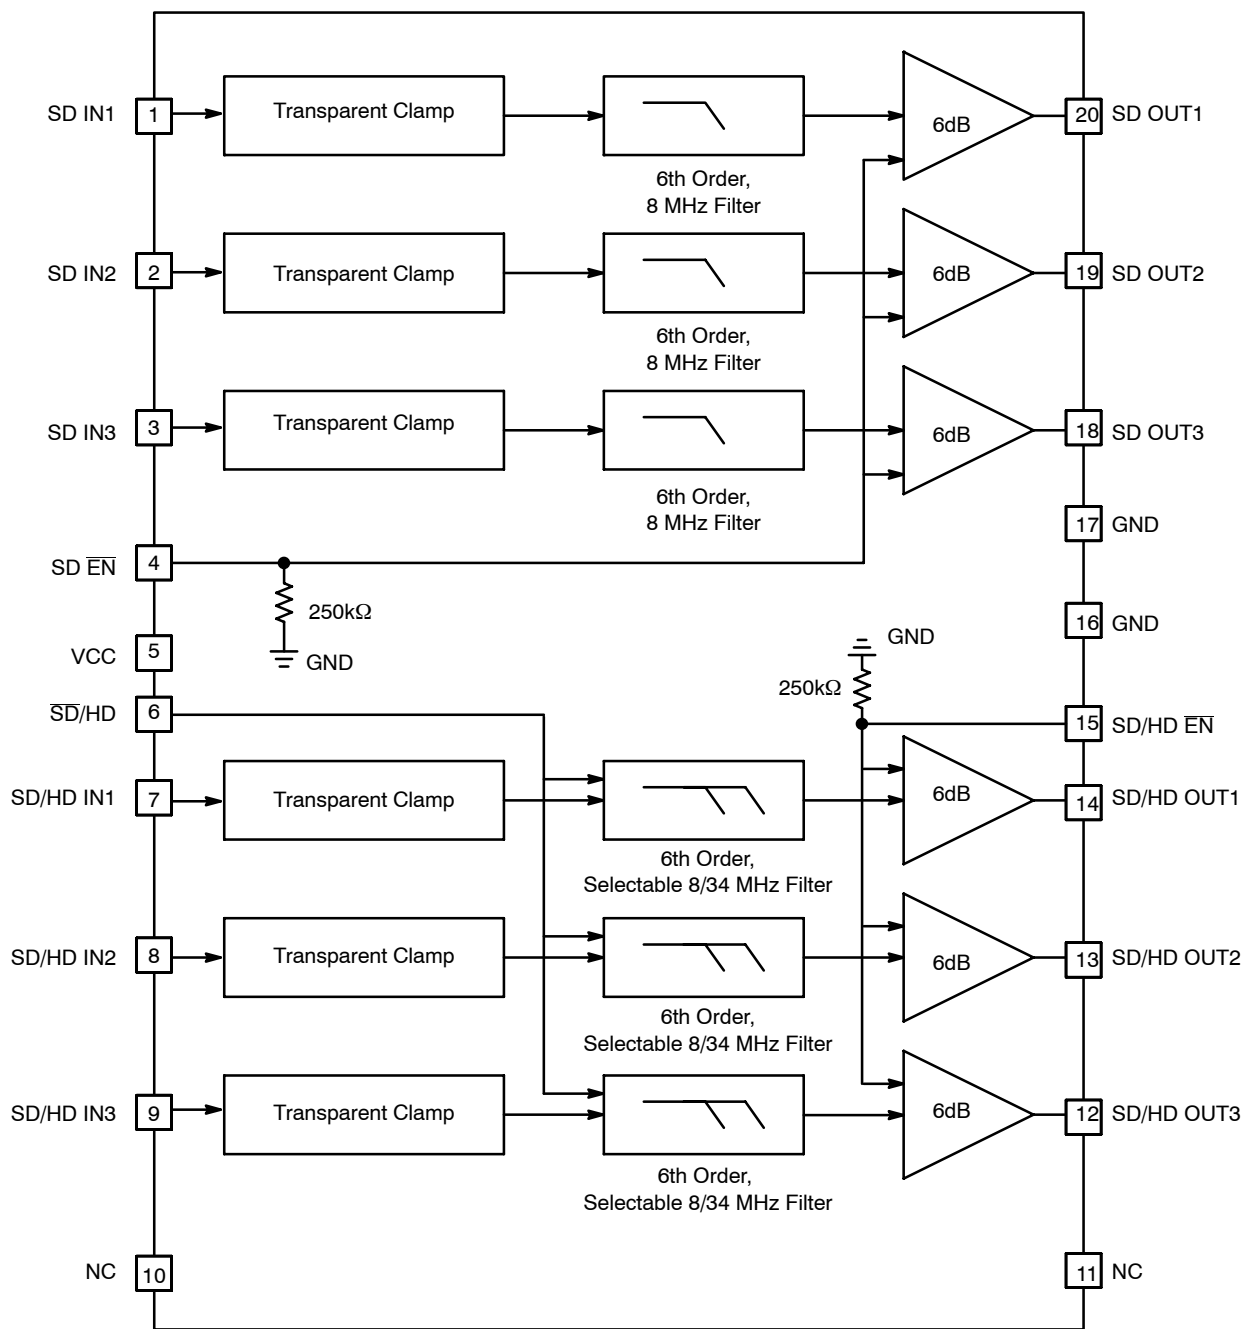 SD IN1
1
Transparent Clamp
6dB
20
SD OUT1
6th Order,
8 MHz Filter
SD IN2
2
Transparent Clamp
6dB
19
SD OUT2
6th Order,
8 MHz Filter
SD IN3
3
Transparent Clamp
6dB
18
SD OUT3
6th Order,
8 MHz Filter
17
GND
SD E̅N̅
4
250kΩ
GND
16
GND
VCC
5
GND
250kΩ
S̅D̅/HD
6
15
SD/HD E̅N̅
SD/HD IN1
7
Transparent Clamp
6dB
14
SD/HD OUT1
6th Order,
Selectable 8/34 MHz Filter
SD/HD IN2
8
Transparent Clamp
6dB
13
SD/HD OUT2
6th Order,
Selectable 8/34 MHz Filter
SD/HD IN3
9
Transparent Clamp
6dB
12
SD/HD OUT3
6th Order,
Selectable 8/34 MHz Filter
NC
10
11
NC